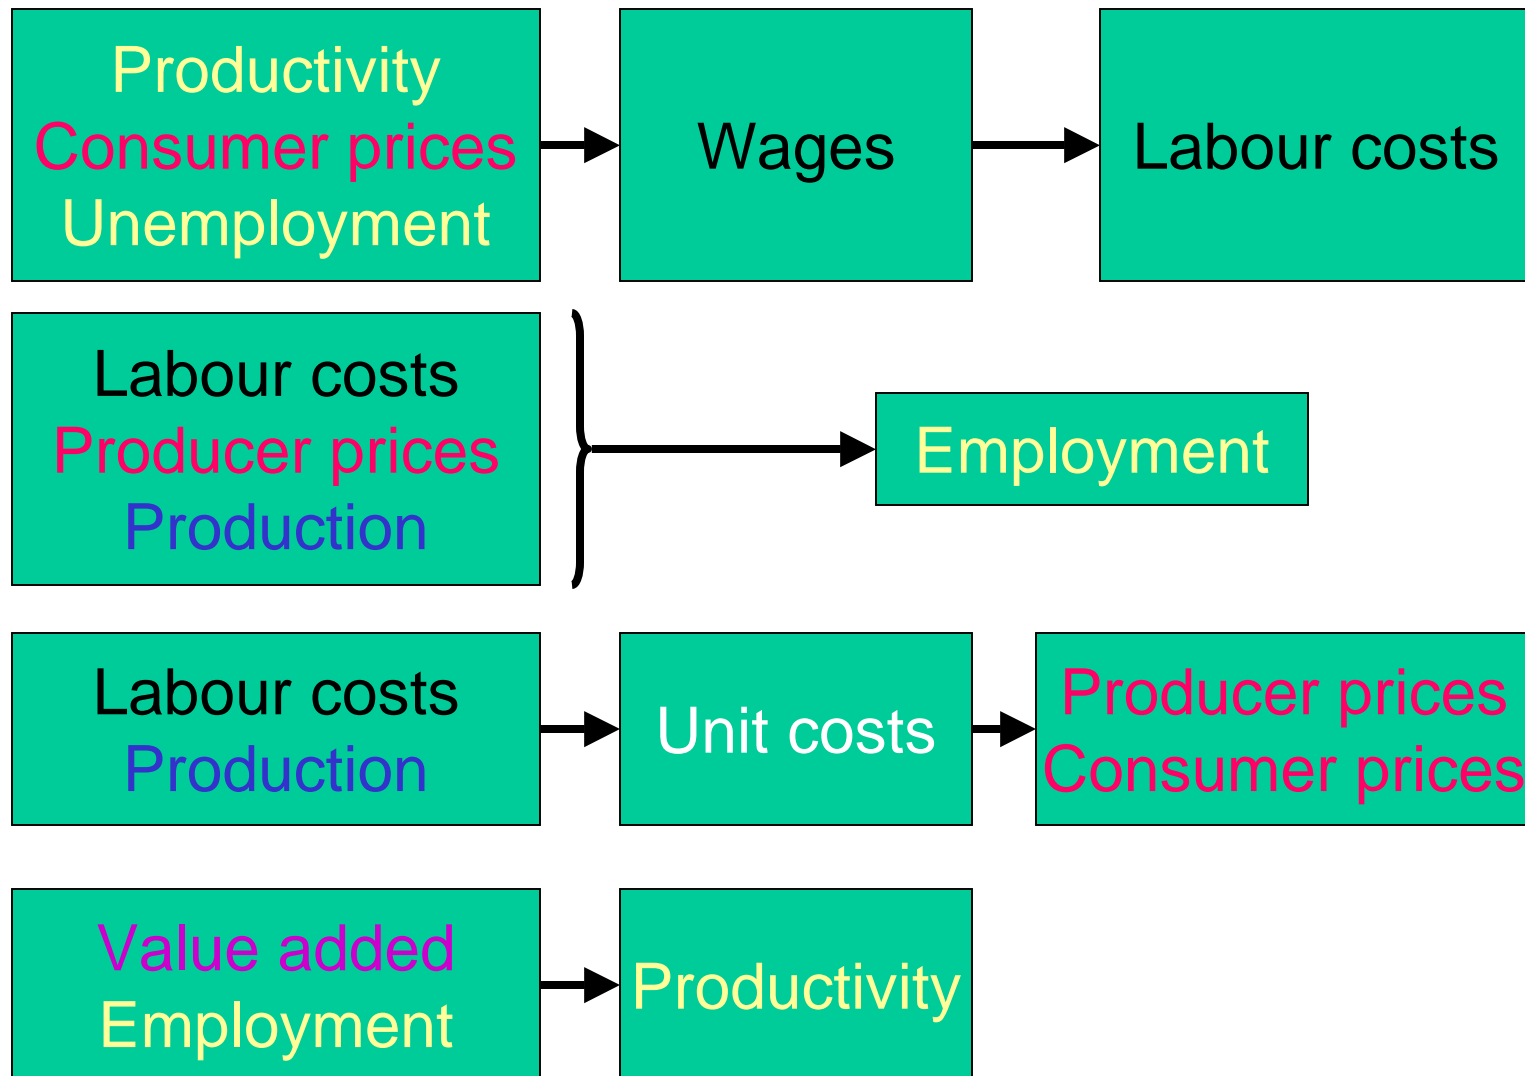 Productivity
Consumer prices
Unemployment
Wages
Labour costs
Labour costs
Producer prices
Production
Employment
Labour costs
Production
Unit costs
Producer prices
Consumer prices
Value added
Employment
Productivity